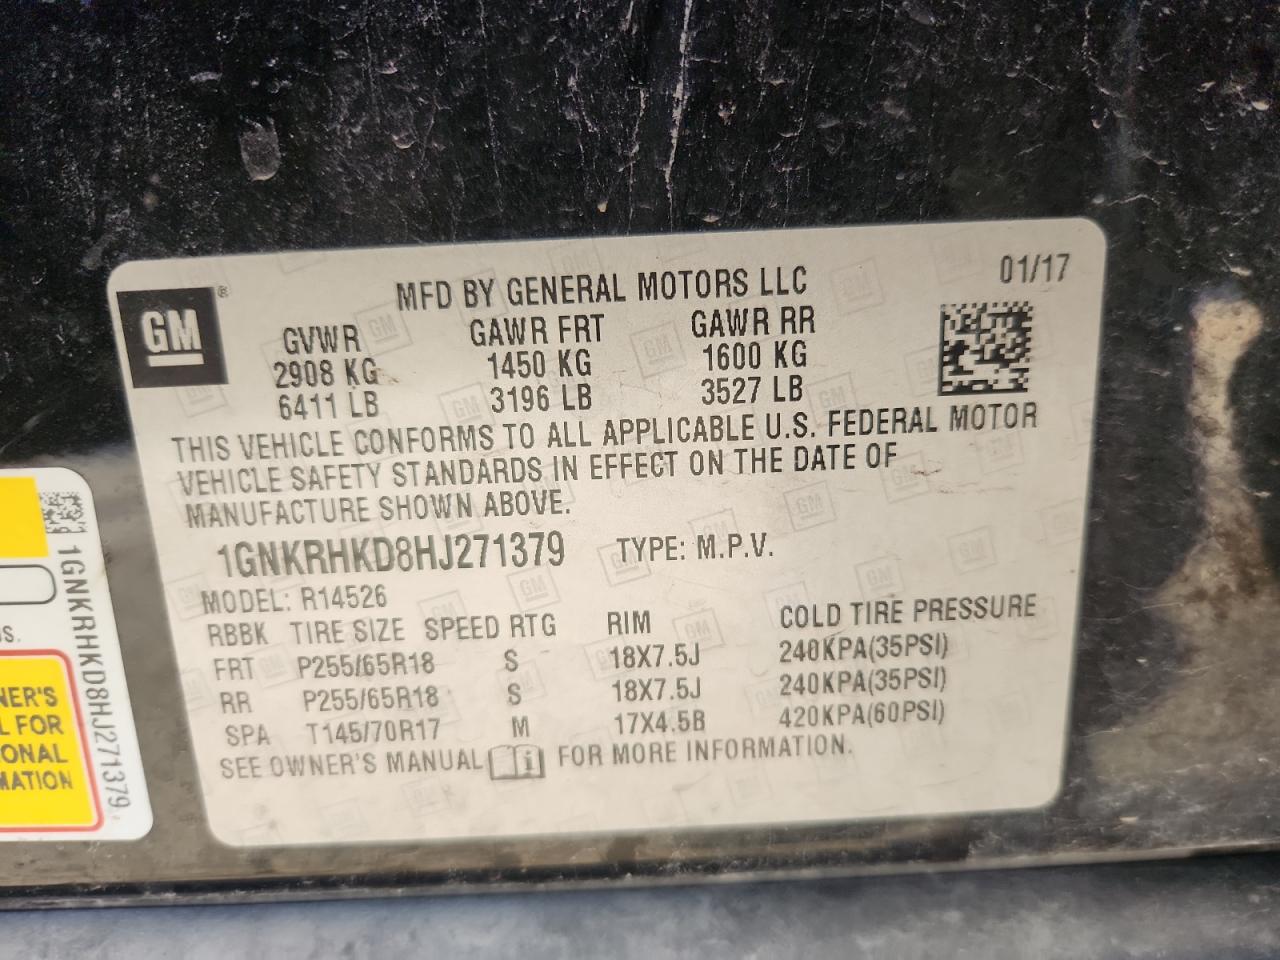 GM®
MFD BY GENERAL MOTORS LLC
01/17
GVWR GAWR FRT GAWR RR
2908 KG 1450 KG 1600 KG
6411 LB 3196 LB 3527 LB
THIS VEHICLE CONFORMS TO ALL APPLICABLE U.S. FEDERAL MOTOR
VEHICLE SAFETY STANDARDS IN EFFECT ON THE DATE OF
MANUFACTURE SHOWN ABOVE.
1GNKRHKD8HJ271379 TYPE: M.P.V.
MODEL: R14526
RBBK TIRE SIZE SPEED RTG RIM COLD TIRE PRESSURE
FRT P255/65R18 S 18X7.5J 240KPA(35PSI)
RR P255/65R18 S 18X7.5J 240KPA(35PSI)
SPA T145/70R17 M 17X4.5B 420KPA(60PSI)
SEE OWNER'S MANUAL FOR MORE INFORMATION.
1GNKRHKD8HJ271379
S.
NER'S
L FOR
ONAL
MATION